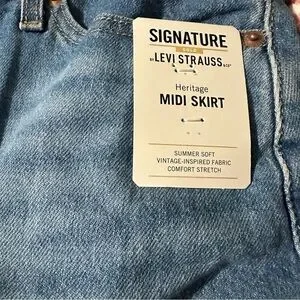 SIGNATURE
GOLD
BY LEVI STRAUSS & CO
Heritage
MIDI SKIRT
SUMMER SOFT
VINTAGE-INSPIRED FABRIC
COMFORT STRETCH